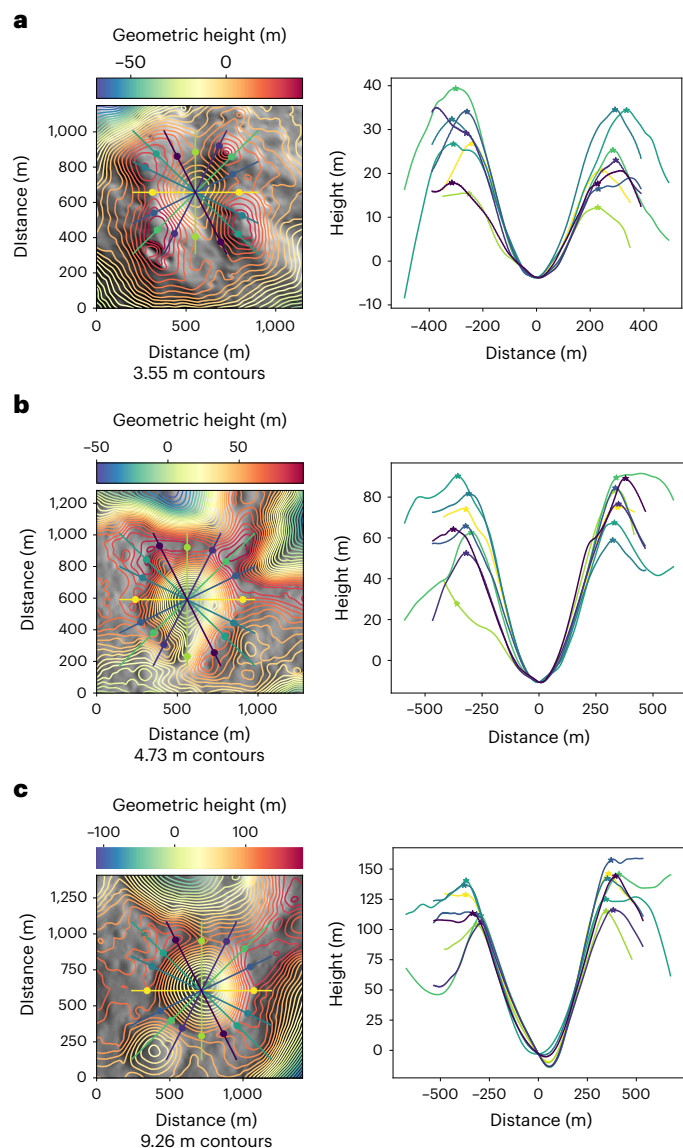 a
Geometric height (m)
−50 0
1,000
800
600
400
200
0
DIstance (m)
0 500 1,000
Distance (m)
3.55 m contours
40
30
20
10
0
−10
Height (m)
−400 −200 0 200 400
Distance (m)
b
Geometric height (m)
−50 0 50
1,200
1,000
800
600
400
200
0
DIstance (m)
0 500 1,000
Distance (m)
4.73 m contours
80
60
40
20
0
Height (m)
−500 −250 0 250 500
Distance (m)
c
Geometric height (m)
−100 0 100
1,250
1,000
750
500
250
0
DIstance (m)
0 500 1,000
Distance (m)
9.26 m contours
150
125
100
75
50
25
0
Height (m)
−500 −250 0 250 500
Distance (m)